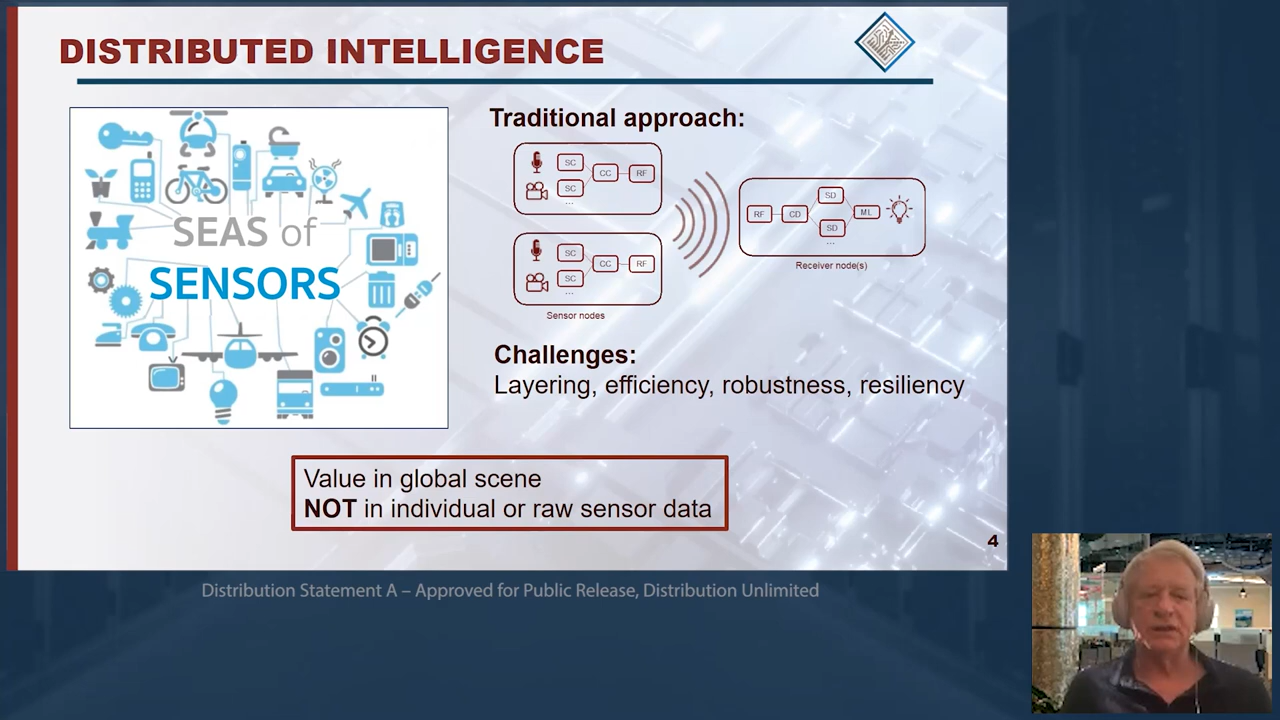 DISTRIBUTED INTELLIGENCE
SEAS of
SENSORS
Traditional approach:
SC
CC
RF
SC
...
SC
CC
RF
SC
...
Sensor nodes
RF
CD
SD
SD
ML
...
Receiver node(s)
Challenges:
Layering, efficiency, robustness, resiliency
Value in global scene
NOT in individual or raw sensor data
4
Distribution Statement A – Approved for Public Release, Distribution Unlimited